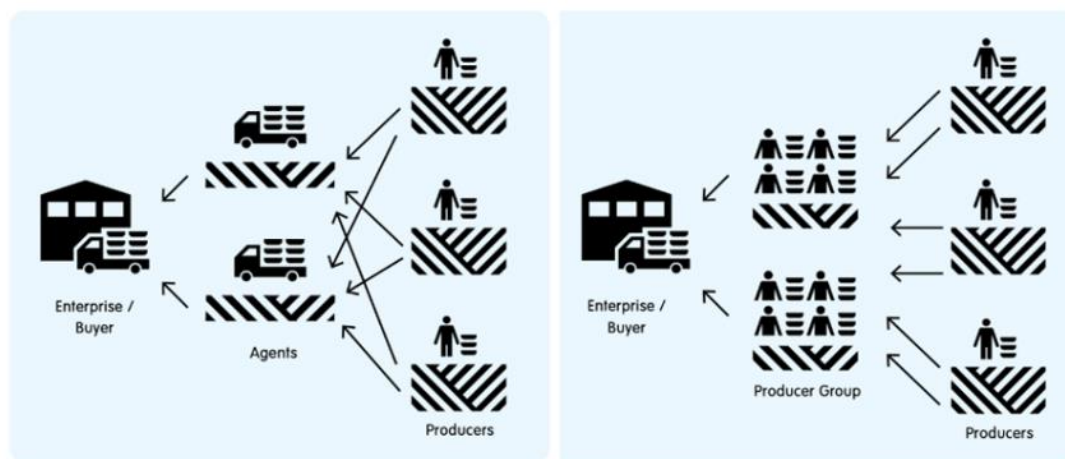 Enterprise /
Buyer
Agents
Producers
Enterprise /
Buyer
Producer Group
Producers